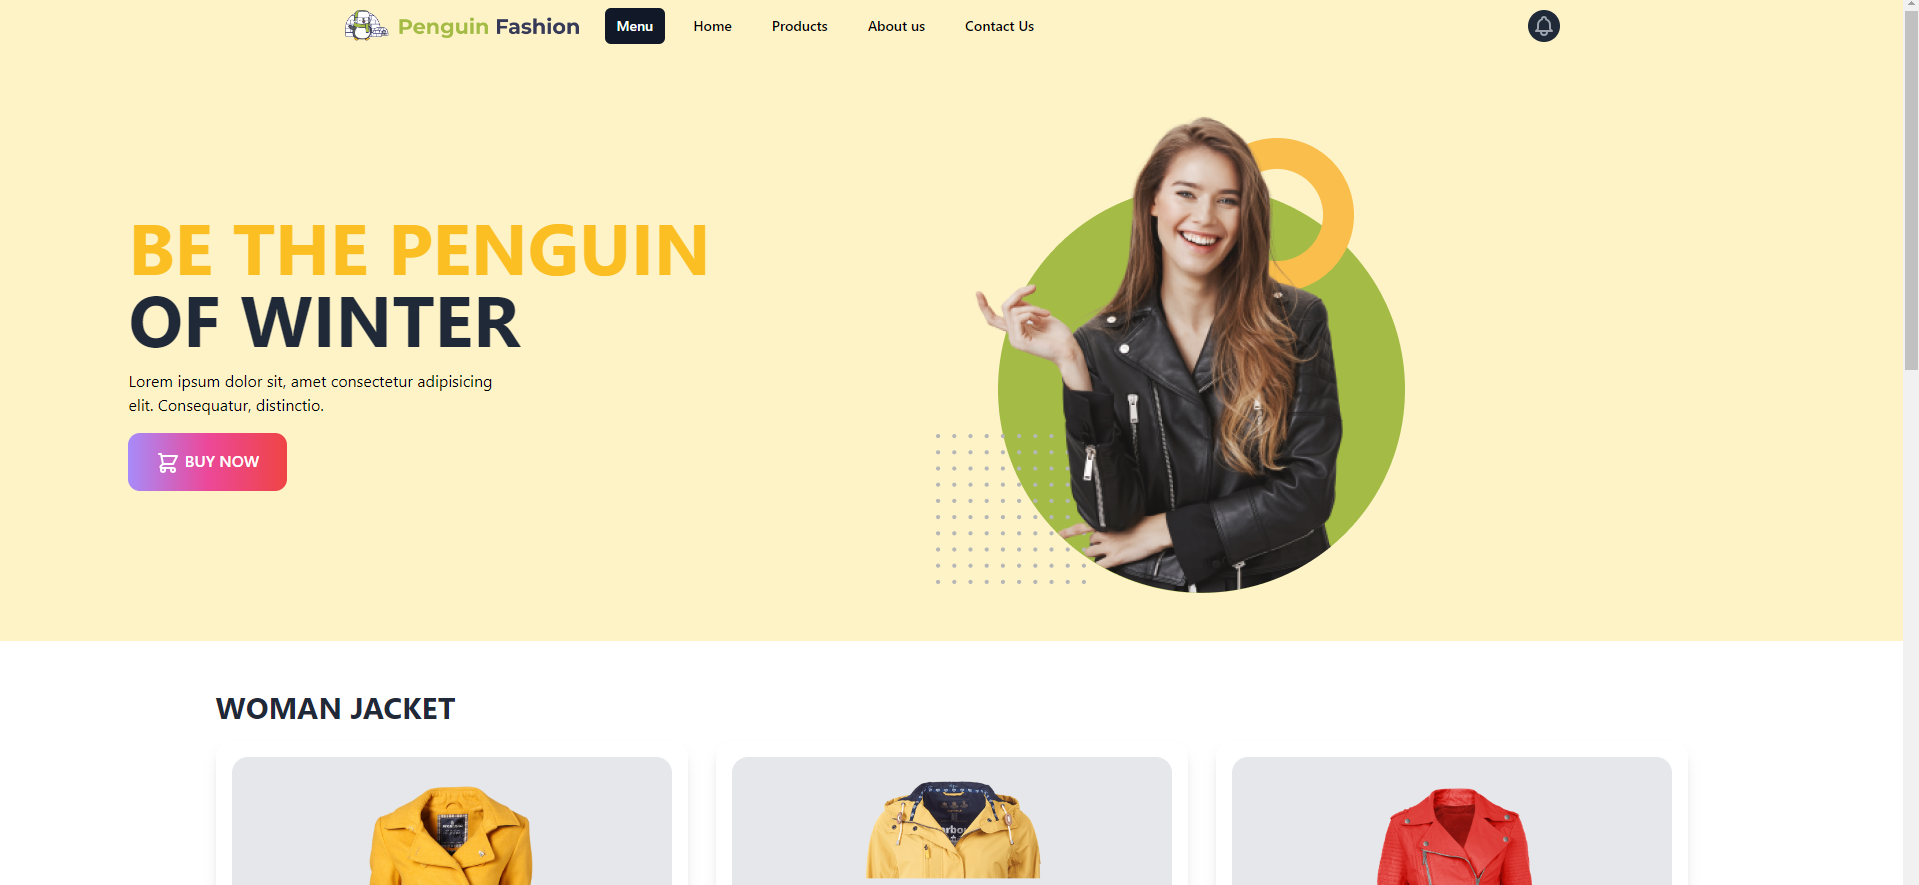 Penguin Fashion
Menu
Home
Products
About us
Contact Us
BE THE PENGUIN
OF WINTER
Lorem ipsum dolor sit, amet consectetur adipisicing
elit. Consequatur, distinctio.
BUY NOW
WOMAN JACKET